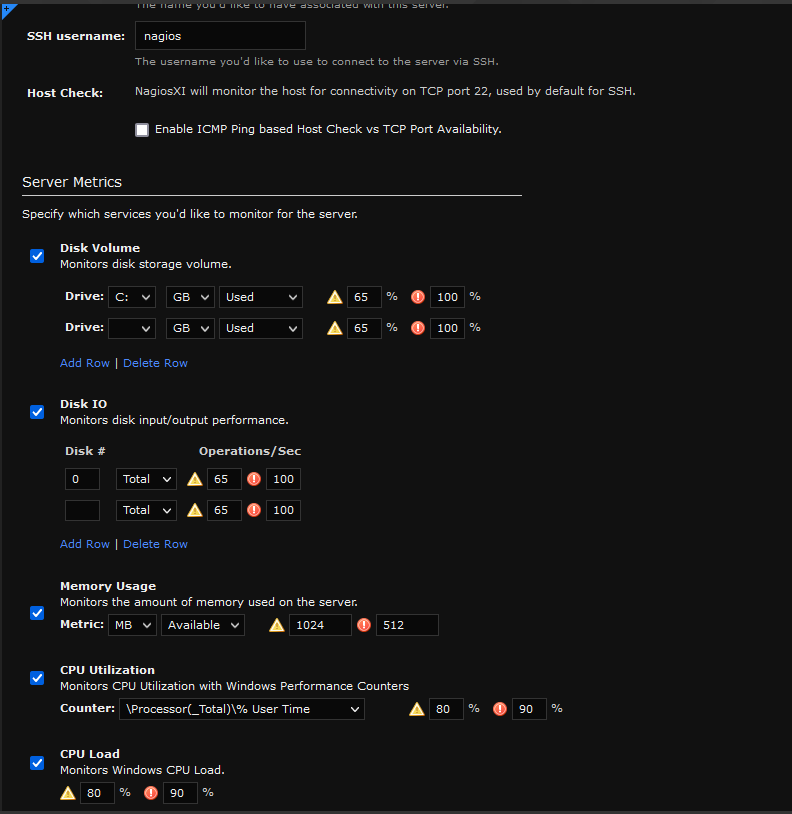 The name you'd like to have associated with this server.
SSH username: nagios
The username you'd like to use to connect to the server via SSH.
Host Check: NagiosXI will monitor the host for connectivity on TCP port 22, used by default for SSH.
Enable ICMP Ping based Host Check vs TCP Port Availability.
Server Metrics
Specify which services you'd like to monitor for the server.
Disk Volume
Monitors disk storage volume.
Drive: C: GB Used 65 % 100 %
Drive: GB Used 65 % 100 %
Add Row | Delete Row
Disk IO
Monitors disk input/output performance.
Disk # Operations/Sec
0 Total 65 100
Total 65 100
Add Row | Delete Row
Memory Usage
Monitors the amount of memory used on the server.
Metric: MB Available 1024 512
CPU Utilization
Monitors CPU Utilization with Windows Performance Counters
Counter: \Processor(_Total)\% User Time 80 % 90 %
CPU Load
Monitors Windows CPU Load.
80 % 90 %